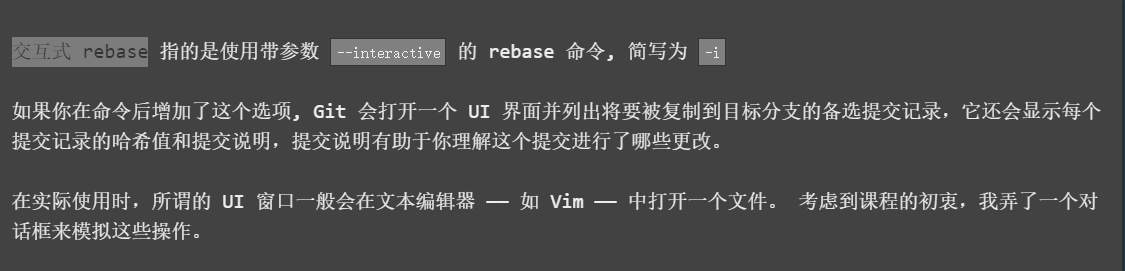 交互式 rebase 指的是使用带参数 --interactive 的 rebase 命令, 简写为 -i
如果你在命令后增加了这个选项, Git 会打开一个 UI 界面并列出将要被复制到目标分支的备选提交记录，它还会显示每个
提交记录的哈希值和提交说明，提交说明有助于你理解这个提交进行了哪些更改。
在实际使用时，所谓的 UI 窗口一般会在文本编辑器 —— 如 Vim —— 中打开一个文件。 考虑到课程的初衷，我弄了一个对
话框来模拟这些操作。